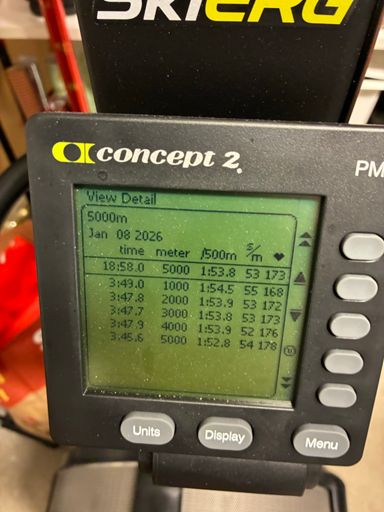 SKIERG
concept 2.
PM
View Detail
5000m
Jan 08 2026
time meter /500m s/m ♥
18:58.0 5000 1:53.8 53 173
3:49.0 1000 1:54.5 55 168
3:47.8 2000 1:53.9 53 172
3:47.7 3000 1:53.8 53 173
3:47.9 4000 1:53.9 52 176
3:45.6 5000 1:52.8 54 178
Units
Display
Menu